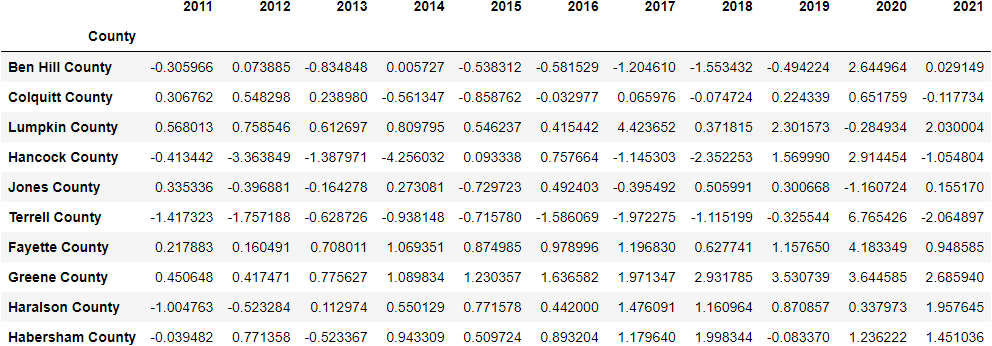 2011 2012 2013 2014 2015 2016 2017 2018 2019 2020 2021
County
Ben Hill County -0.305966 0.073885 -0.834848 0.005727 -0.538312 -0.581529 -1.204610 -1.553432 -0.494224 2.644964 0.029149
Colquitt County 0.306762 0.548298 0.238980 -0.561347 -0.858762 -0.032977 0.065976 -0.074724 0.224339 0.651759 -0.117734
Lumpkin County 0.568013 0.758546 0.612697 0.809795 0.546237 0.415442 4.423652 0.371815 2.301573 -0.284934 2.030004
Hancock County -0.413442 -3.363849 -1.387971 -4.256032 0.093338 0.757664 -1.145303 -2.352253 1.569990 2.914454 -1.054804
Jones County 0.335336 -0.396881 -0.164278 0.273081 -0.729723 0.492403 -0.395492 0.505991 0.300668 -1.160724 0.155170
Terrell County -1.417323 -1.757188 -0.628726 -0.938148 -0.715780 -1.586069 -1.972275 -1.115199 -0.325544 6.765426 -2.064897
Fayette County 0.217883 0.160491 0.708011 1.069351 0.874985 0.978996 1.196830 0.627741 1.157650 4.183349 0.948585
Greene County 0.450648 0.417471 0.775627 1.089834 1.230357 1.636582 1.971347 2.931785 3.530739 3.644585 2.685940
Haralson County -1.004763 -0.523284 0.112974 0.550129 0.771578 0.442000 1.476091 1.160964 0.870857 0.337973 1.957645
Habersham County -0.039482 0.771358 -0.523367 0.943309 0.509724 0.893204 1.179640 1.998344 -0.083370 1.236222 1.451036